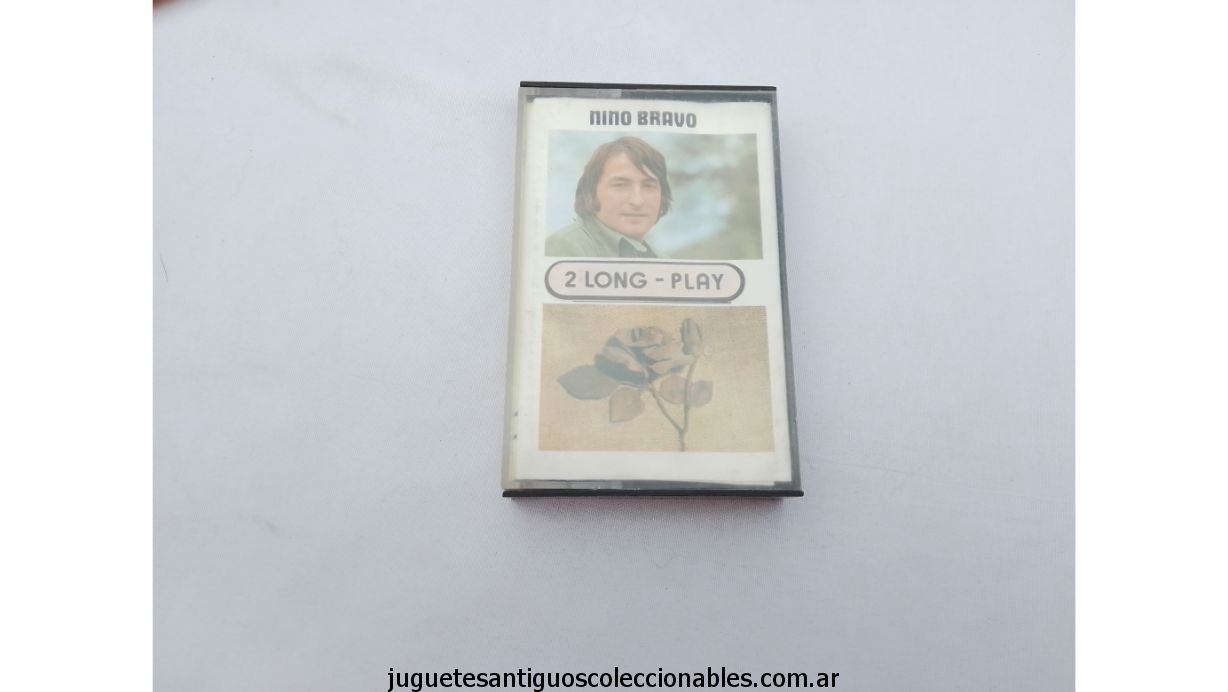 NINO BRAVO
2 LONG - PLAY
juguetesantiguoscoleccionables.com.ar